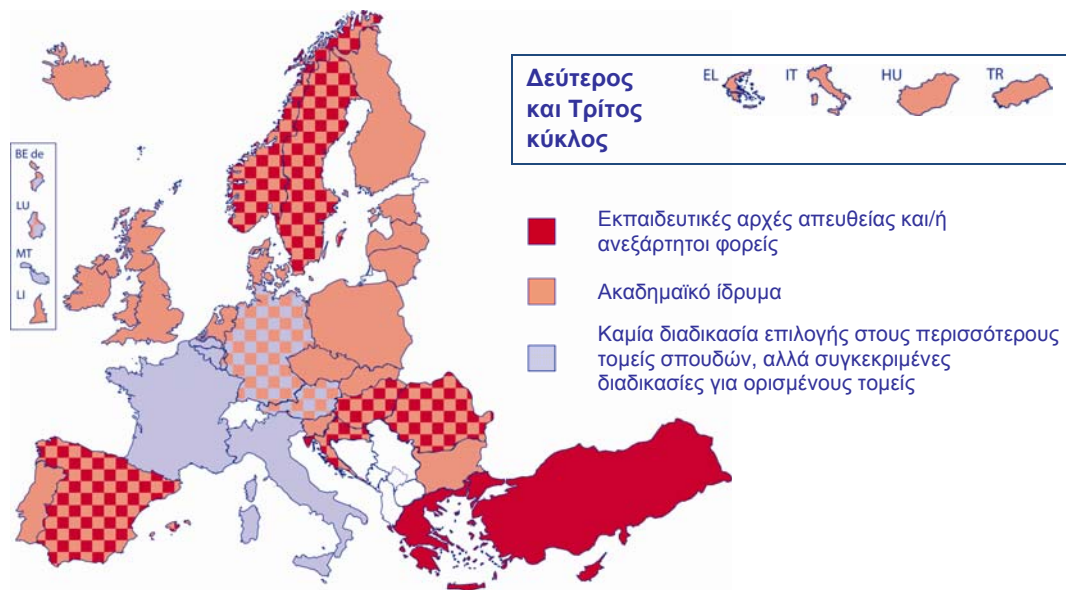 Δεύτερος
και Τρίτος
κύκλος
EL
IT
HU
TR
BE de
LU
MT
LI
Εκπαιδευτικές αρχές απευθείας και/ή
ανεξάρτητοι φορείς
Ακαδημαϊκό ίδρυμα
Καμία διαδικασία επιλογής στους περισσότερους
τομείς σπουδών, αλλά συγκεκριμένες
διαδικασίες για ορισμένους τομείς